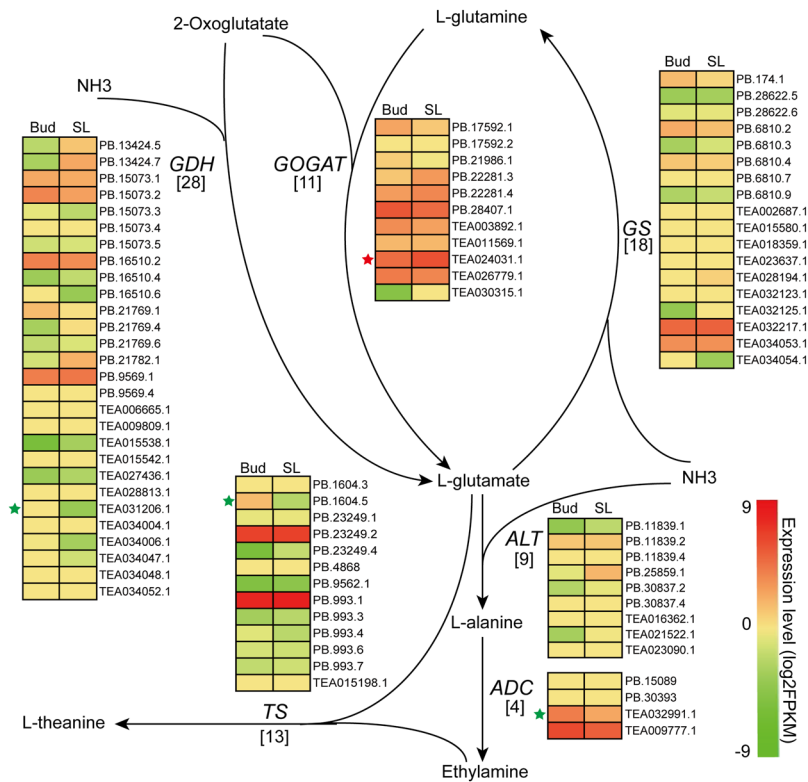 2-Oxoglutatate
L-glutamine
NH3
Bud SL
PB.13424.5
PB.13424.7
PB.15073.1
PB.15073.2
PB.15073.3
PB.15073.4
PB.15073.5
PB.16510.2
PB.16510.4
PB.16510.6
PB.21769.1
PB.21769.4
PB.21769.6
PB.21782.1
PB.9569.1
PB.9569.4
TEA006665.1
TEA009809.1
TEA015538.1
TEA015542.1
TEA027436.1
TEA028813.1
TEA031206.1
TEA034004.1
TEA034006.1
TEA034047.1
TEA034048.1
TEA034052.1
GDH
[28]
GOGAT
[11]
Bud SL
PB.17592.1
PB.17592.2
PB.21986.1
PB.22281.3
PB.22281.4
PB.28407.1
TEA003892.1
TEA011569.1
TEA024031.1
TEA026779.1
TEA030315.1
GS
[18]
Bud SL
PB.174.1
PB.28622.5
PB.28622.6
PB.6810.2
PB.6810.3
PB.6810.4
PB.6810.7
PB.6810.9
TEA002687.1
TEA015580.1
TEA018359.1
TEA023637.1
TEA028194.1
TEA032123.1
TEA032125.1
TEA032217.1
TEA034053.1
TEA034054.1
L-glutamate
NH3
Bud SL
PB.1604.3
PB.1604.5
PB.23249.1
PB.23249.2
PB.23249.4
PB.4868
PB.9562.1
PB.993.1
PB.993.3
PB.993.4
PB.993.6
PB.993.7
TEA015198.1
ALT
[9]
Bud SL
PB.11839.1
PB.11839.2
PB.11839.4
PB.25859.1
PB.30837.2
PB.30837.4
TEA016362.1
TEA021522.1
TEA023090.1
L-alanine
ADC
[4]
PB.15089
PB.30393
TEA032991.1
TEA009777.1
L-theanine
TS
[13]
Ethylamine
9
0
-9
Expression level (log2FPKM)